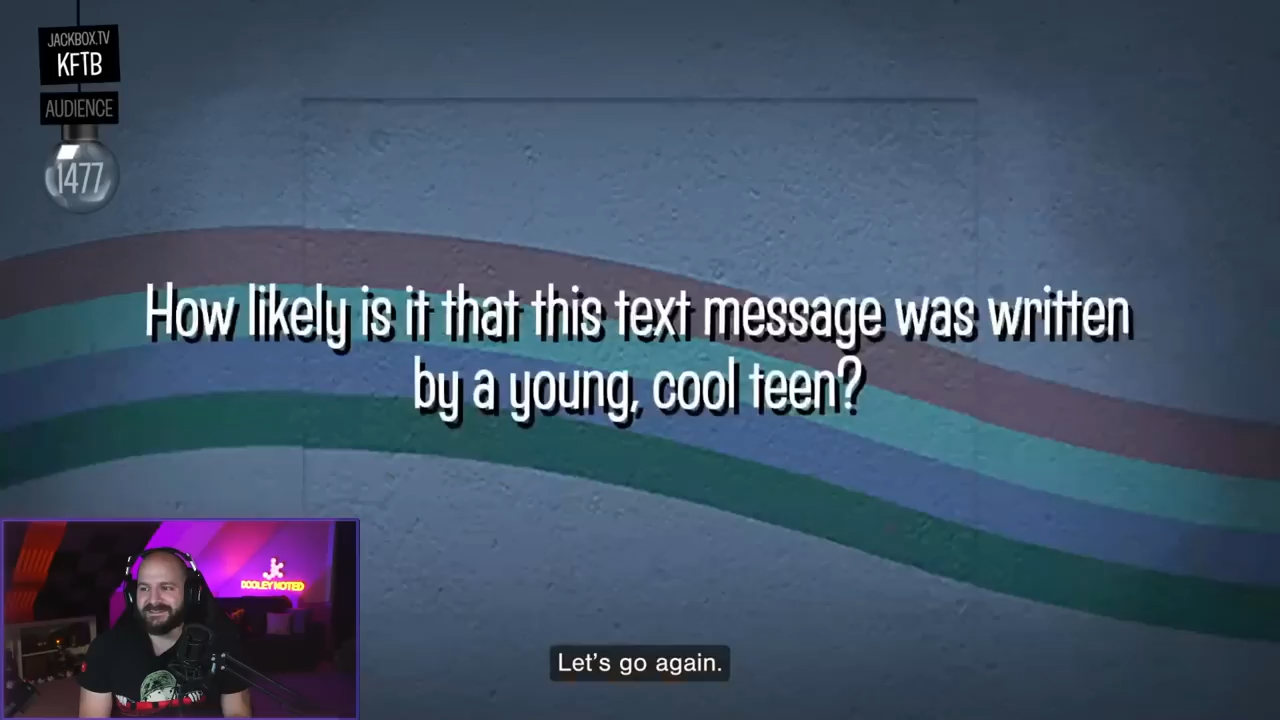 JACKBOX.TV
KFTB
AUDIENCE
1477
How likely is it that this text message was written
by a young, cool teen?
jk
DOOLEY NOTED
Let's go again.